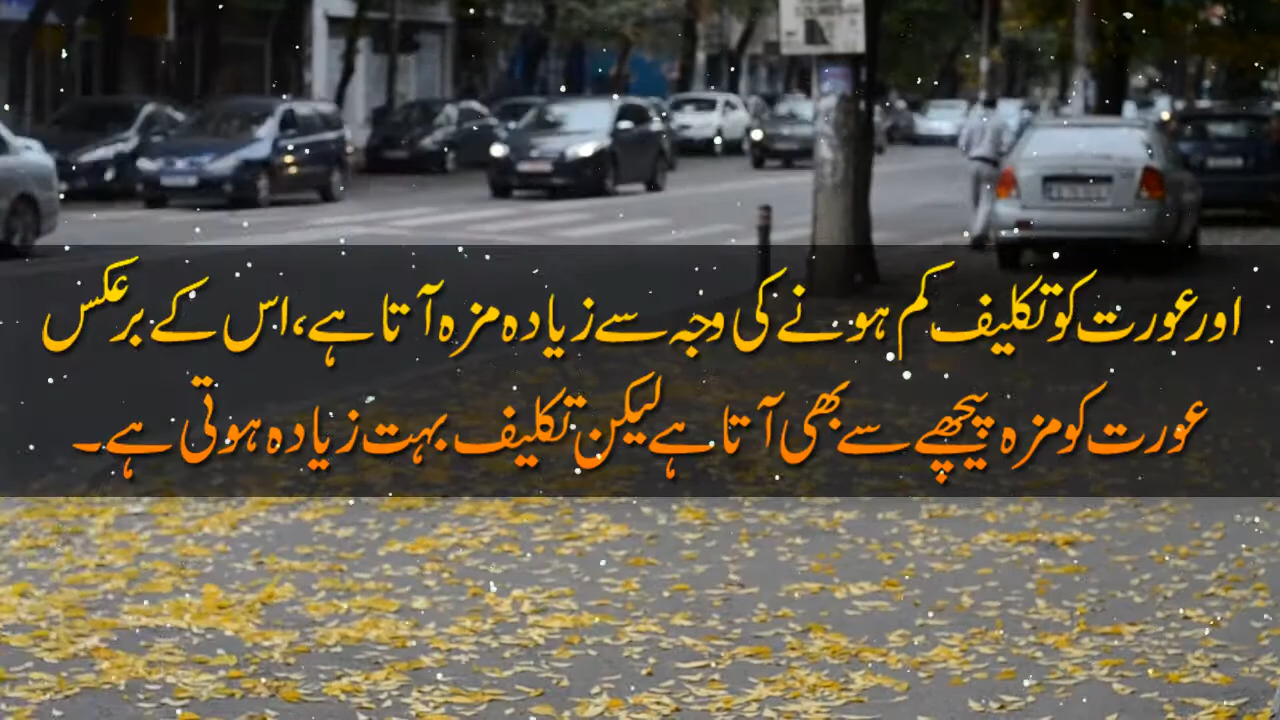 اور عورت کو تکلیف کم ہونے کی وجہ سے زیادہ مزہ آتا ہے، اس کے برعکس
عورت کو مزہ پیچھے سے بھی آتا ہے لیکن تکلیف بہت زیادہ ہوتی ہے۔